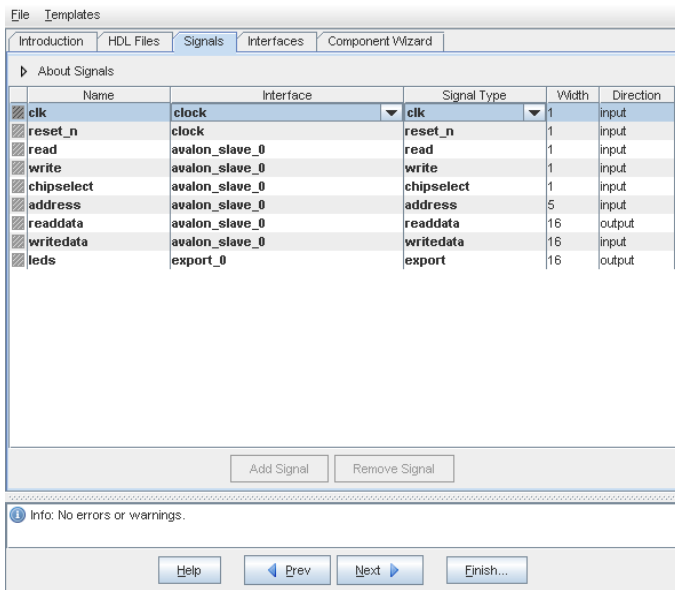 File Templates
Introduction HDL Files Signals Interfaces Component Wizard
About Signals
Name Interface Signal Type Width Direction
clk clock clk 1 input
reset_n clock reset_n 1 input
read avalon_slave_0 read 1 input
write avalon_slave_0 write 1 input
chipselect avalon_slave_0 chipselect 1 input
address avalon_slave_0 address 5 input
readdata avalon_slave_0 readdata 16 output
writedata avalon_slave_0 writedata 16 input
leds export_0 export 16 output
Add Signal Remove Signal
Info: No errors or warnings.
Help Prev Next Finish...